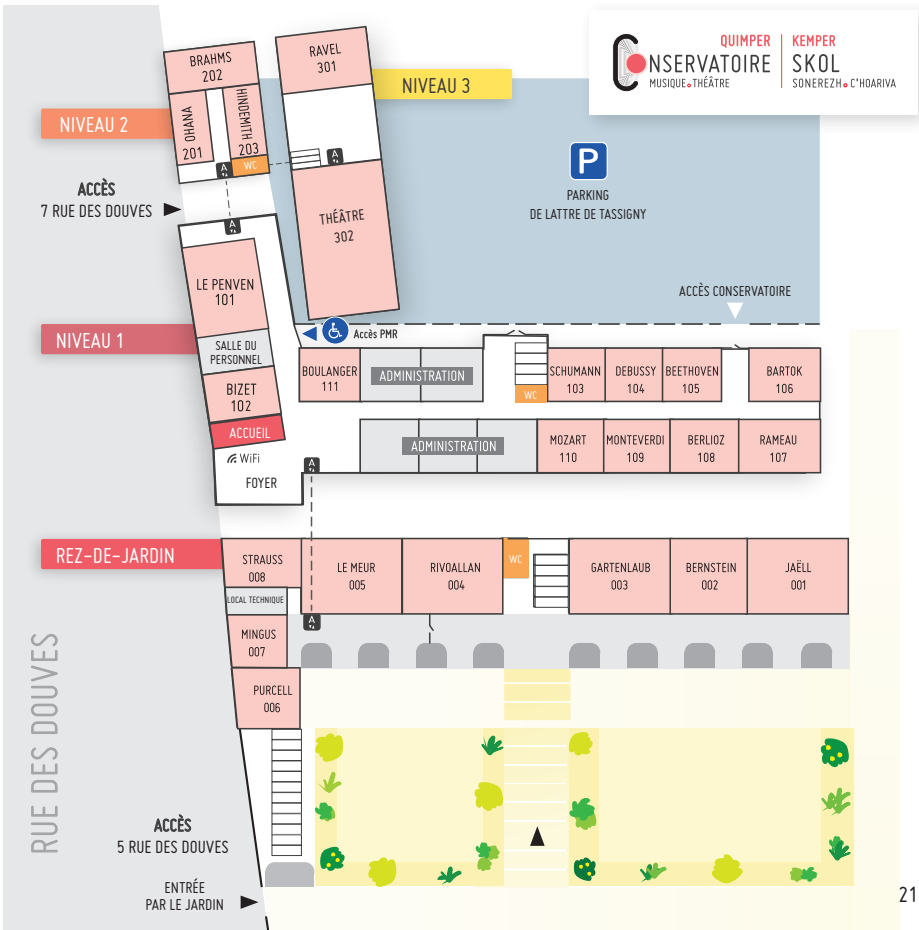 QUIMPER
KEMPER
CONSERVATOIRE
SKOL
MUSIQUE THÉÂTRE
SONEREZH C'HOARIVA
BRAHMS
202
RAVEL
301
NIVEAU 3
NIVEAU 2
OHANA
201
HINDEMITH
203
WC
A
A
P
PARKING
DE LATTRE DE TASSIGNY
ACCÈS
7 RUE DES DOUVES
THÉÂTRE
302
A
LE PENVEN
101
ACCÈS CONSERVATOIRE
NIVEAU 1
Accès PMR
SALLE DU
PERSONNEL
BOULANGER
111
ADMINISTRATION
WC
SCHUMANN
103
DEBUSSY
104
BEETHOVEN
105
BARTOK
106
BIZET
102
ACCUEIL
WiFi
FOYER
A
ADMINISTRATION
MOZART
110
MONTEVERDI
109
BERLIOZ
108
RAMEAU
107
REZ-DE-JARDIN
STRAUSS
008
LE MEUR
005
RIVOALLAN
004
WC
GARTENLAUB
003
BERNSTEIN
002
JAËLL
001
LOCAL TECHNIQUE
A
MINGUS
007
PURCELL
006
RUE DES DOUVES
ACCÈS
5 RUE DES DOUVES
ENTRÉE
PAR LE JARDIN
21